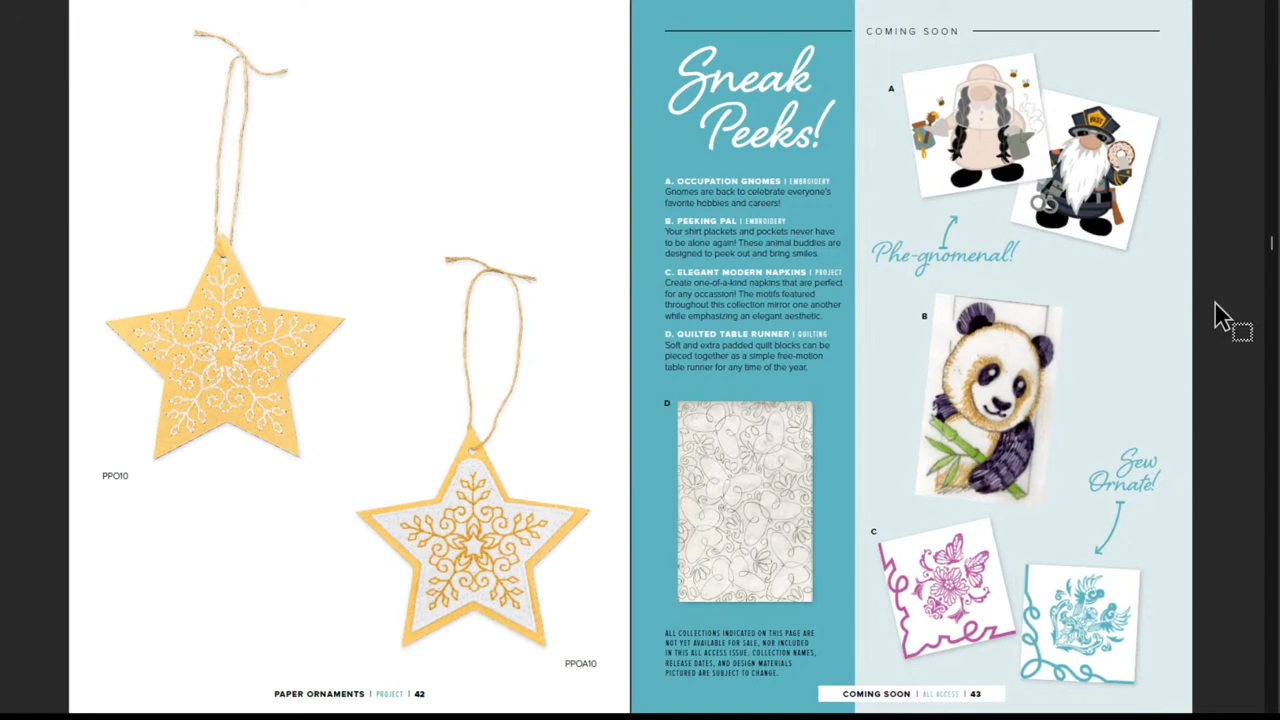 PPO10
PPOA10
PAPER ORNAMENTS | PROJECT | 42
COMING SOON
Sneak
Peeks!
A. OCCUPATION GNOMES | EMBROIDERY
Gnomes are back to celebrate everyone's
favorite hobbies and careers!
B. PEEKING PAL | EMBROIDERY
Your shirt plackets and pockets never have
to be alone again! These animal buddies are
designed to peek out and bring smiles.
C. ELEGANT MODERN NAPKINS | PROJECT
Create one-of-a-kind napkins that are perfect
for any occassion! The motifs featured
throughout this collection mirror one another
while emphasizing an elegant aesthetic.
D. QUILTED TABLE RUNNER | QUILTING
Soft and extra padded quilt blocks can be
pieced together as a simple free-motion
table runner for any time of the year.
D
ALL COLLECTIONS INDICATED ON THIS PAGE ARE
NOT YET AVAILABLE FOR SALE, NOR INCLUDED
IN THIS ALL ACCESS ISSUE. COLLECTION NAMES,
RELEASE DATES, AND DESIGN MATERIALS
PICTURED ARE SUBJECT TO CHANGE.
A
Phe-gnomenal!
B
Sew
Ornate!
C
COMING SOON | ALL ACCESS | 43